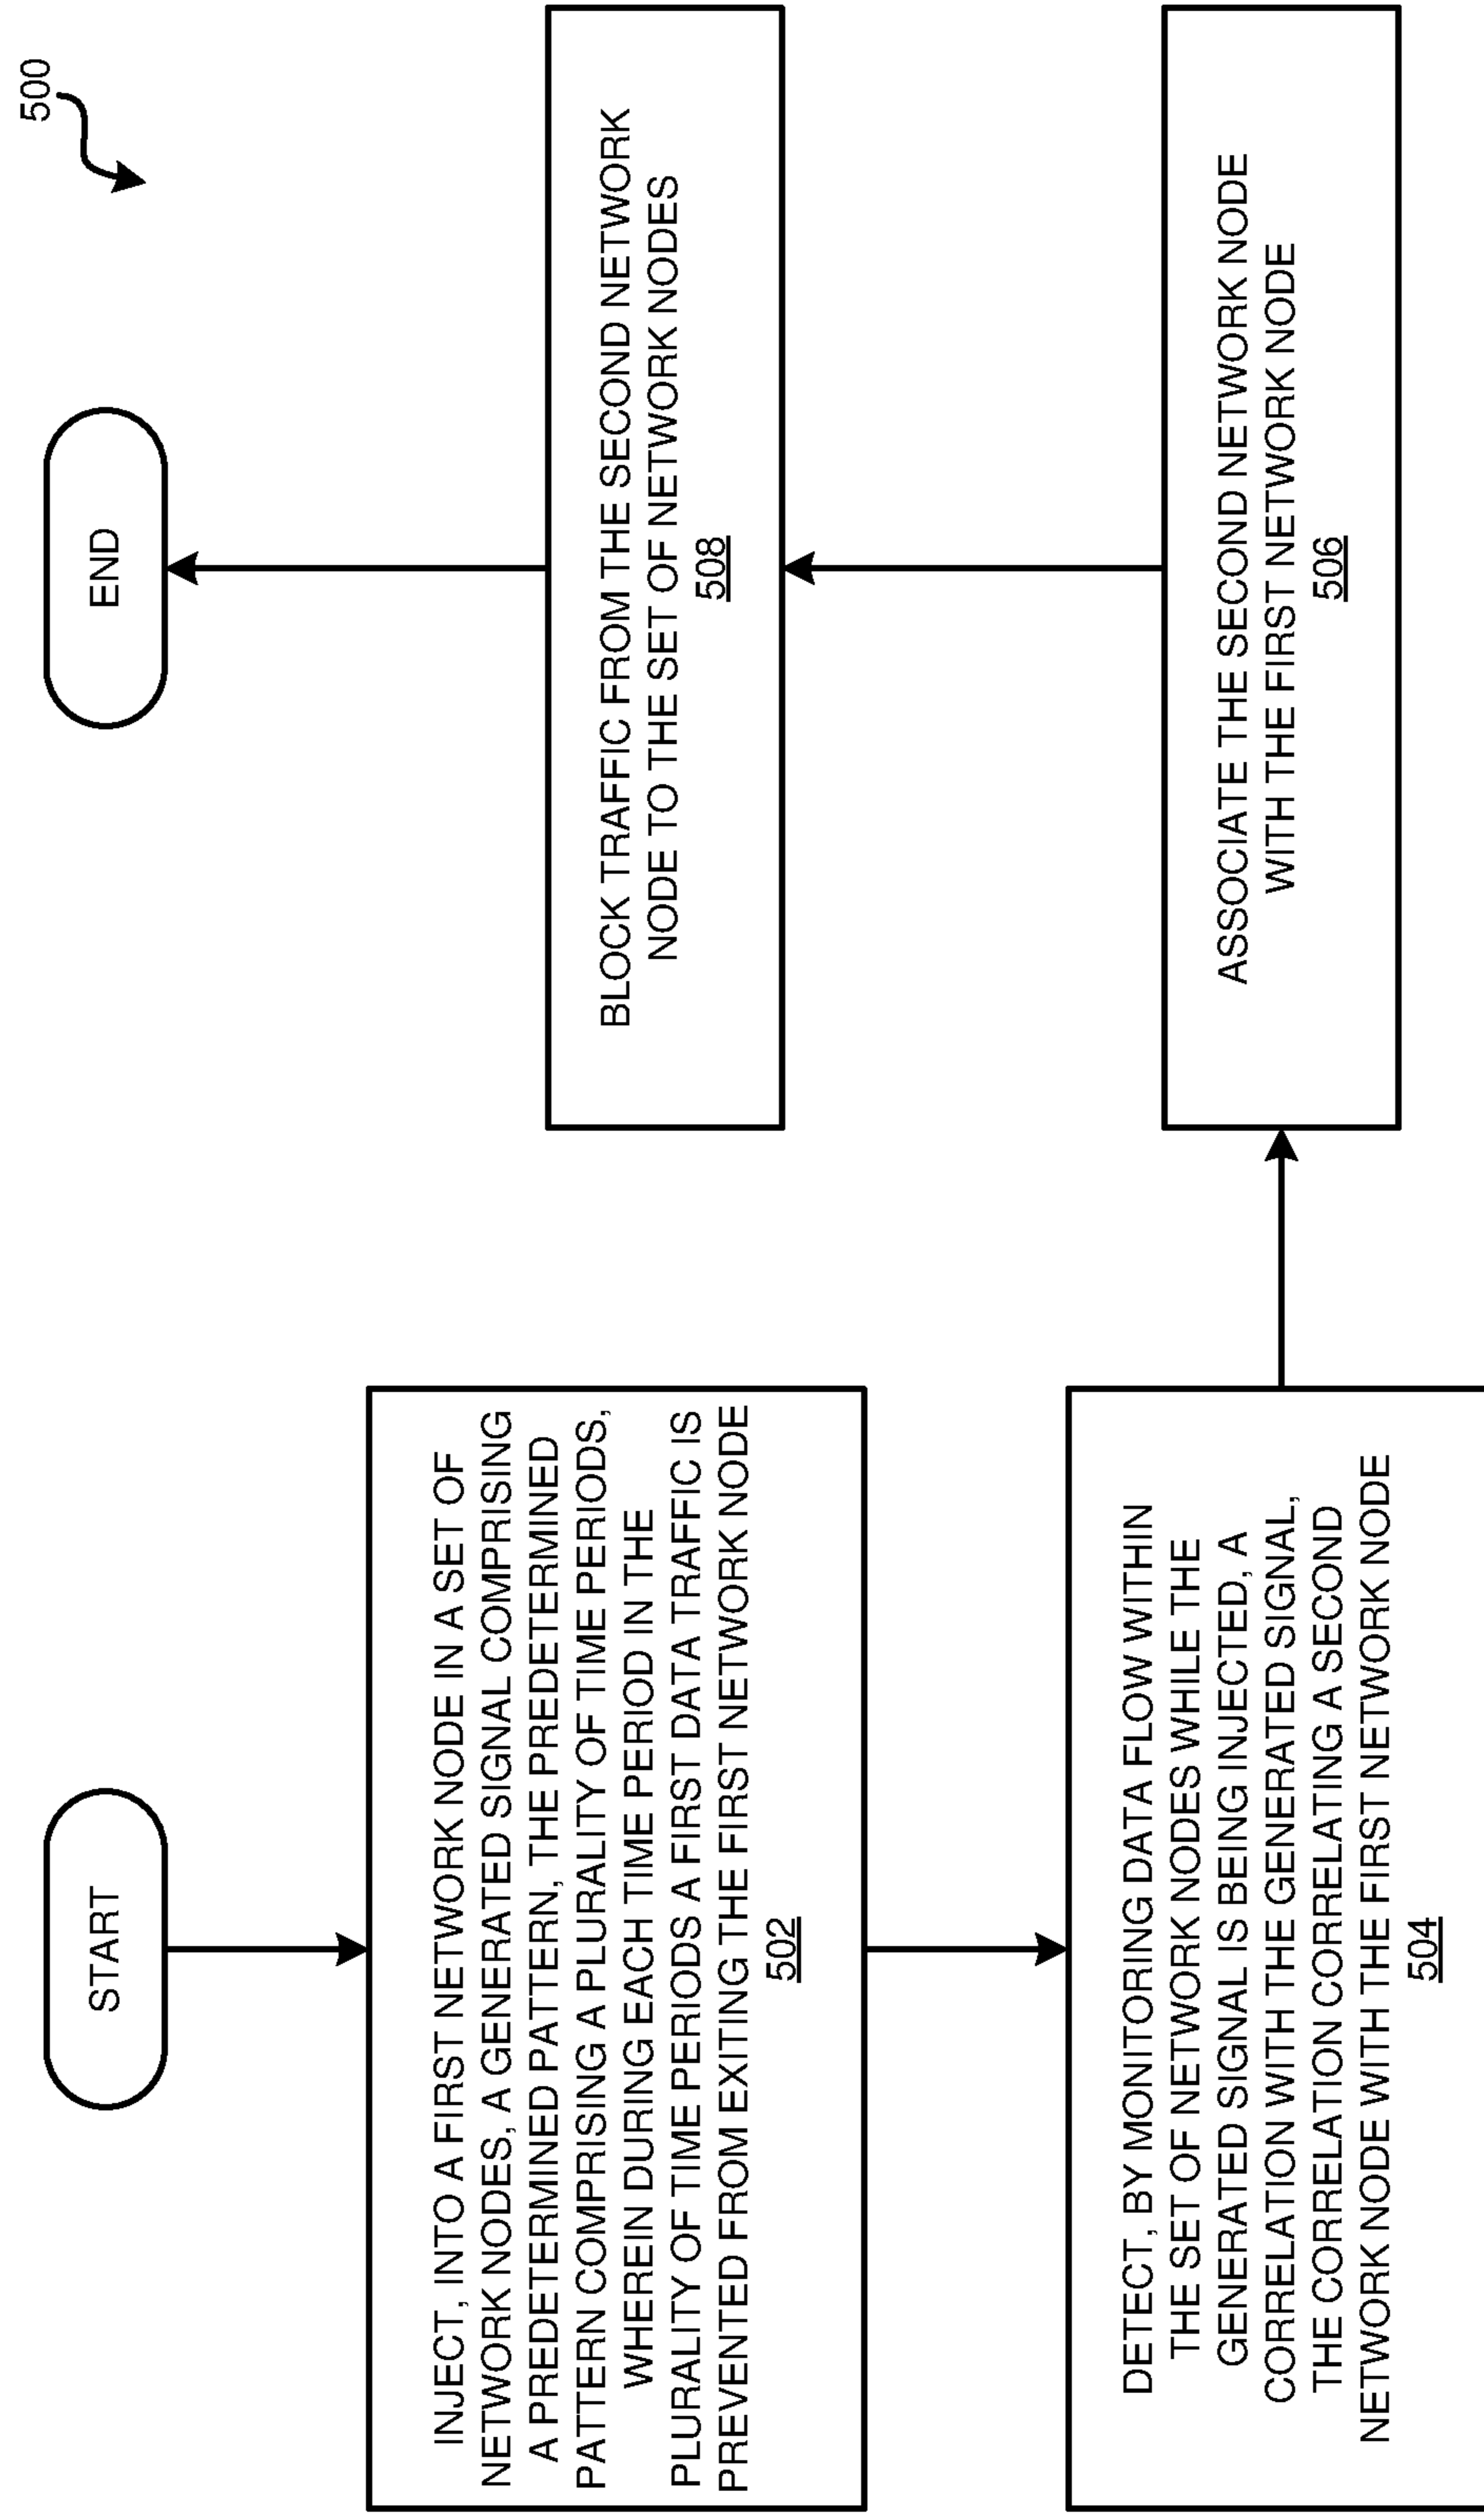 500
START
INJECT, INTO A FIRST NETWORK NODE IN A SET OF
NETWORK NODES, A GENERATED SIGNAL COMPRISING
A PREDETERMINED PATTERN, THE PREDETERMINED
PATTERN COMPRISING A PLURALITY OF TIME PERIODS,
WHEREIN DURING EACH TIME PERIOD IN THE
PLURALITY OF TIME PERIODS A FIRST DATA TRAFFIC IS
PREVENTED FROM EXITING THE FIRST NETWORK NODE
502
DETECT, BY MONITORING DATA FLOW WITHIN
THE SET OF NETWORK NODES WHILE THE
GENERATED SIGNAL IS BEING INJECTED, A
CORRELATION WITH THE GENERATED SIGNAL,
THE CORRELATION CORRELATING A SECOND
NETWORK NODE WITH THE FIRST NETWORK NODE
504
ASSOCIATE THE SECOND NETWORK NODE
WITH THE FIRST NETWORK NODE
506
BLOCK TRAFFIC FROM THE SECOND NETWORK
NODE TO THE SET OF NETWORK NODES
508
END